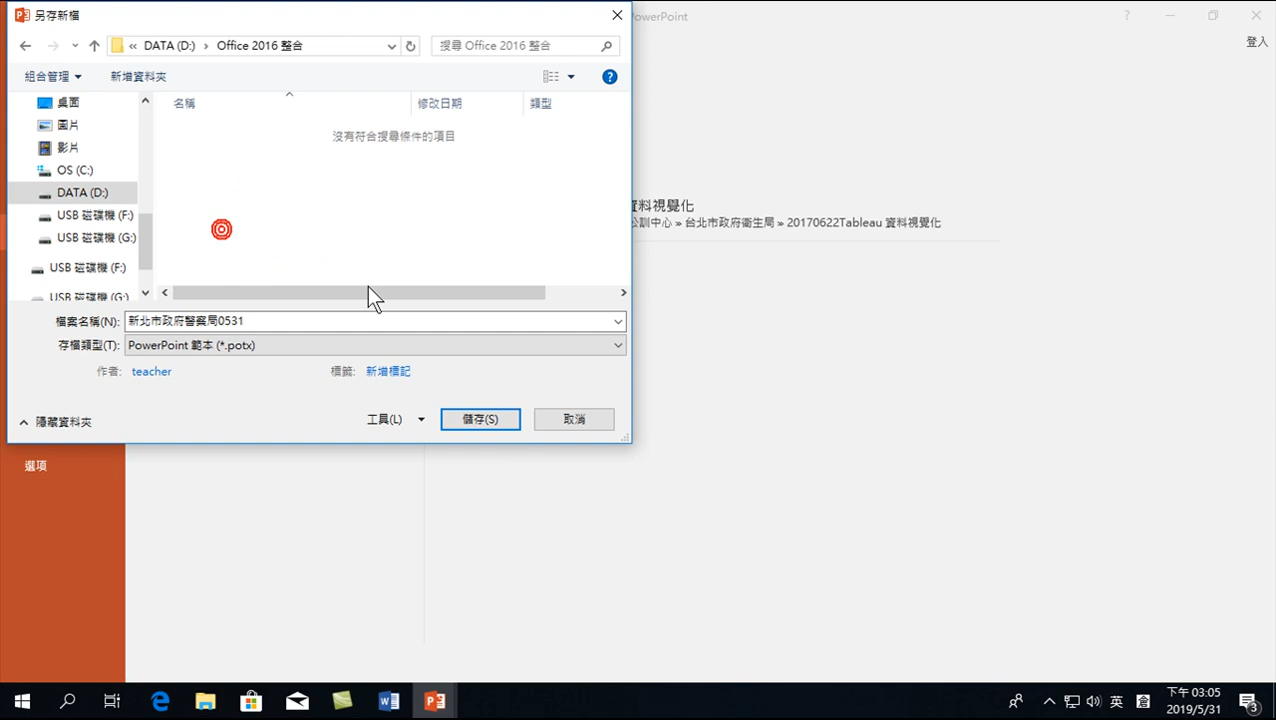 另存新檔
PowerPoint
登入
« DATA (D:) › Office 2016 整合
搜尋 Office 2016 整合
組合管理
新增資料夾
名稱
修改日期
類型
沒有符合搜尋條件的項目
桌面
圖片
影片
OS (C:)
DATA (D:)
USB 磁碟機 (F:)
USB 磁碟機 (G:)
USB 磁碟機 (F:)
USB 磁碟機 (G:)
料視覺化
公訓中心 » 台北市政府衛生局 » 20170622Tableau 資料視覺化
檔案名稱(N): 新北市政府警察局0531
存檔類型(T): PowerPoint 範本 (*.potx)
作者: teacher
標籤: 新增標記
隱藏資料夾
工具(L)
儲存(S)
取消
選項
英
倉
下午 03:05
2019/5/31
3